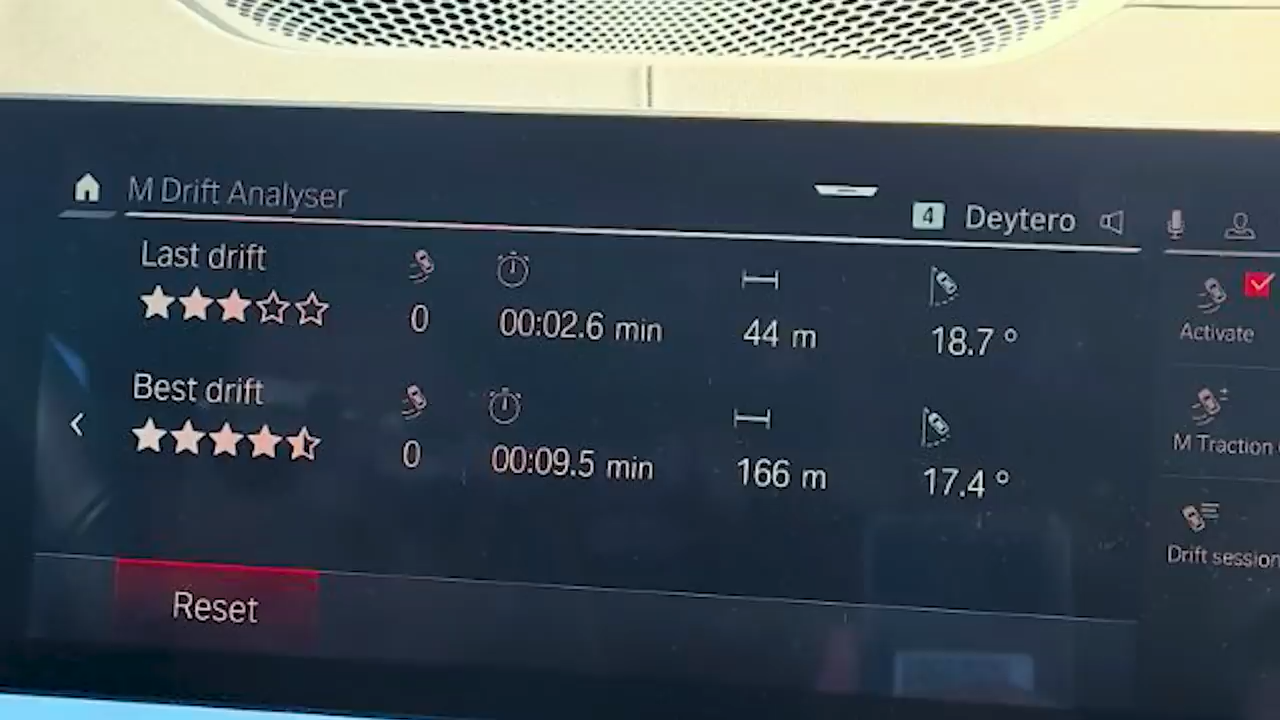 M Drift Analyser
4 Deytero
Last drift
0 00:02.6 min 44 m 18.7 °
Best drift
0 00:09.5 min 166 m 17.4 °
Reset
Activate
M Traction
Drift session